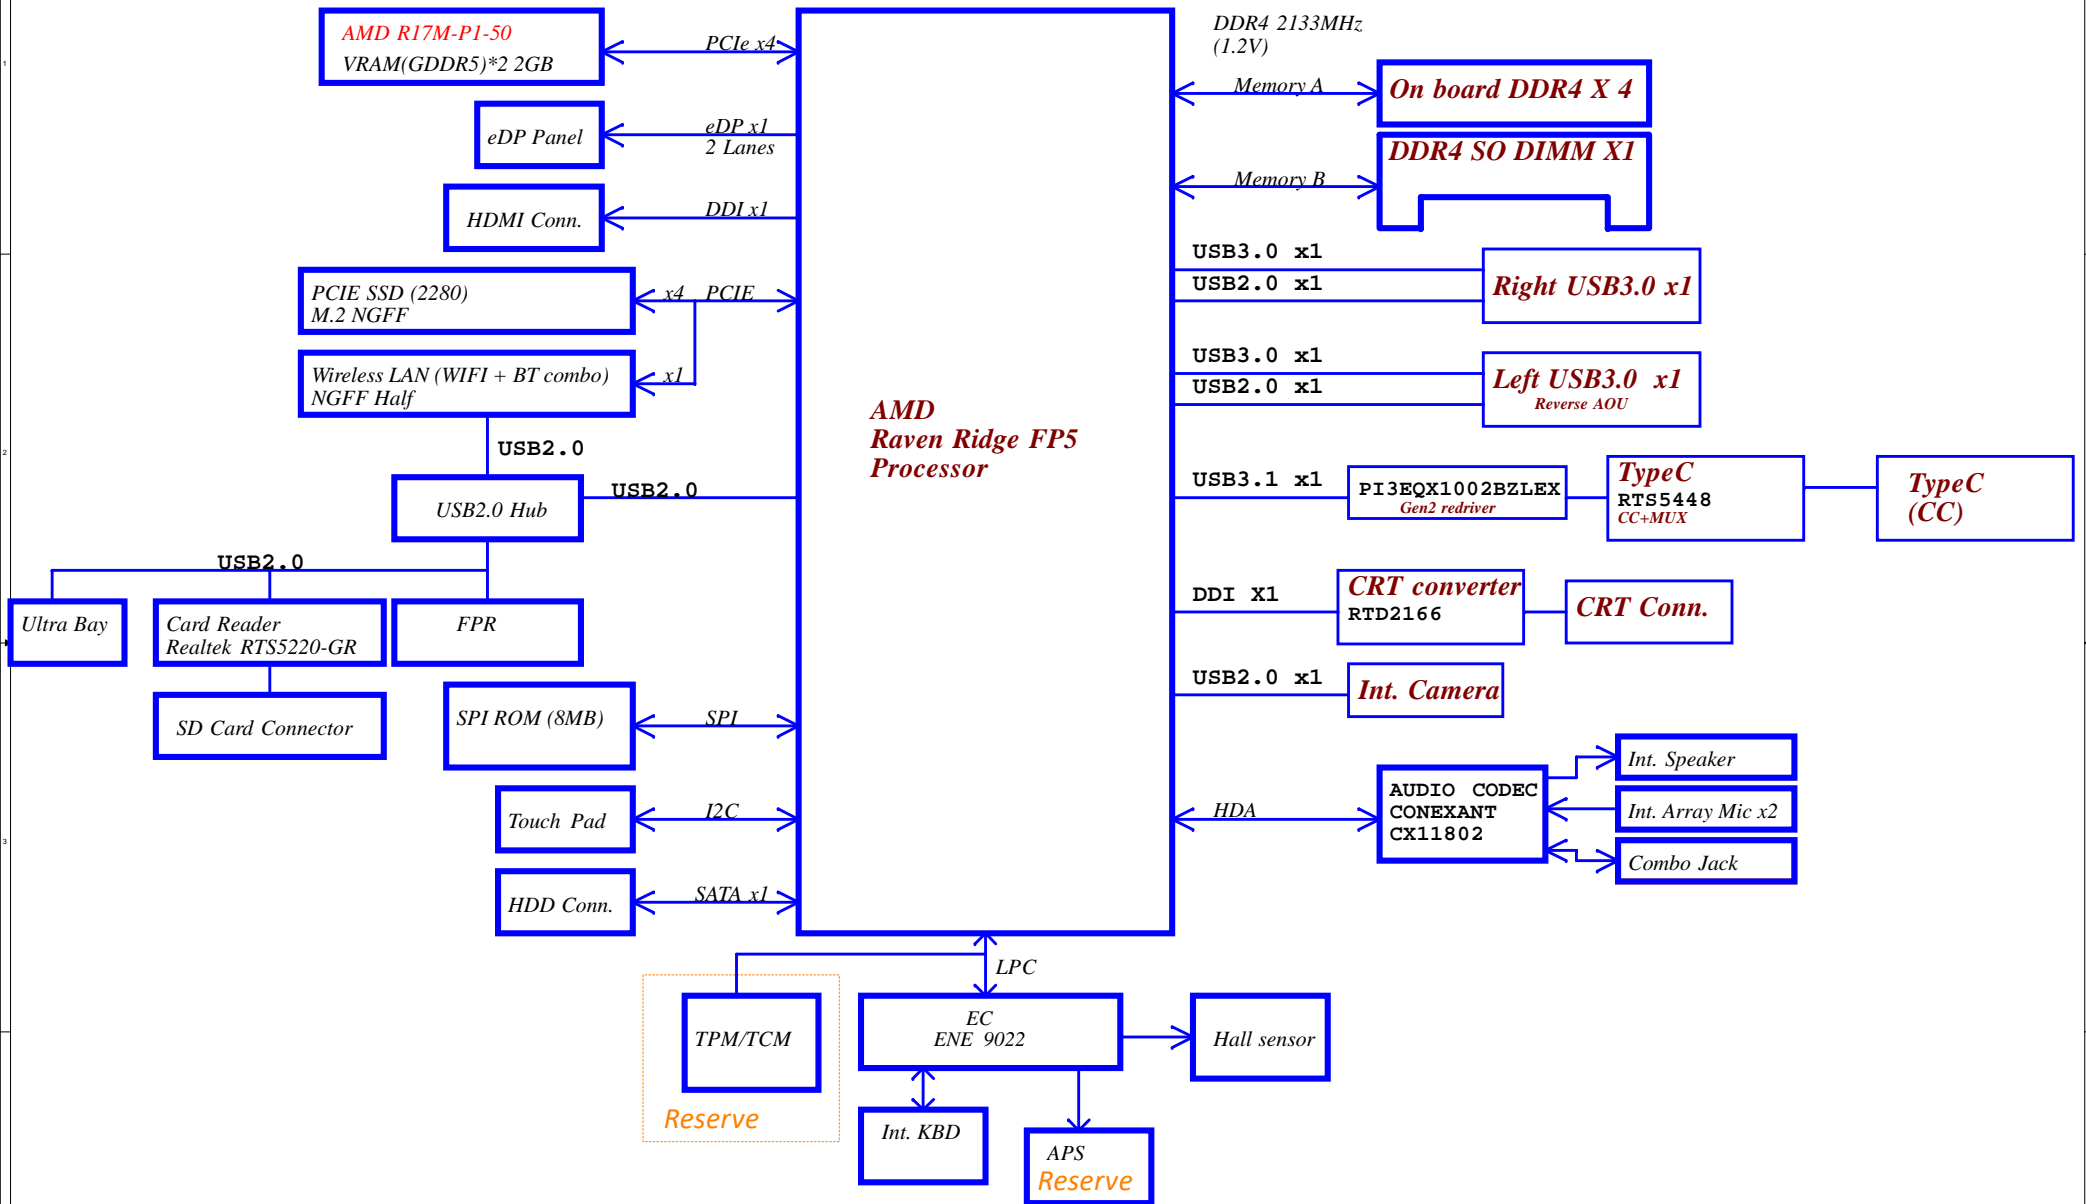 AMD R17M-P1-50
VRAM(GDDR5)*2 2GB
PCIe x4
eDP Panel
eDP x1
2 Lanes
HDMI Conn.
DDI x1
PCIE SSD (2280)
M.2 NGFF
x4 PCIE
Wireless LAN (WIFI + BT combo)
NGFF Half
x1
USB2.0
USB2.0 Hub
USB2.0
USB2.0
Ultra Bay
Card Reader
Realtek RTS5220-GR
FPR
SD Card Connector
SPI ROM (8MB)
SPI
Touch Pad
I2C
HDD Conn.
SATA x1
AMD
Raven Ridge FP5
Processor
DDR4 2133MHz
(1.2V)
Memory A
On board DDR4 X 4
Memory B
DDR4 SO DIMM X1
USB3.0 x1
USB2.0 x1
Right USB3.0 x1
USB3.0 x1
USB2.0 x1
Left USB3.0 x1
Reverse AOU
USB3.1 x1
PI3EQX1002BZLEX
Gen2 redriver
TypeC
RTS5448
CC+MUX
TypeC
(CC)
DDI X1
CRT converter
RTD2166
CRT Conn.
USB2.0 x1
Int. Camera
HDA
AUDIO CODEC
CONEXANT
CX11802
Int. Speaker
Int. Array Mic x2
Combo Jack
LPC
TPM/TCM
Reserve
EC
ENE 9022
Hall sensor
Int. KBD
APS
Reserve
1
2
3